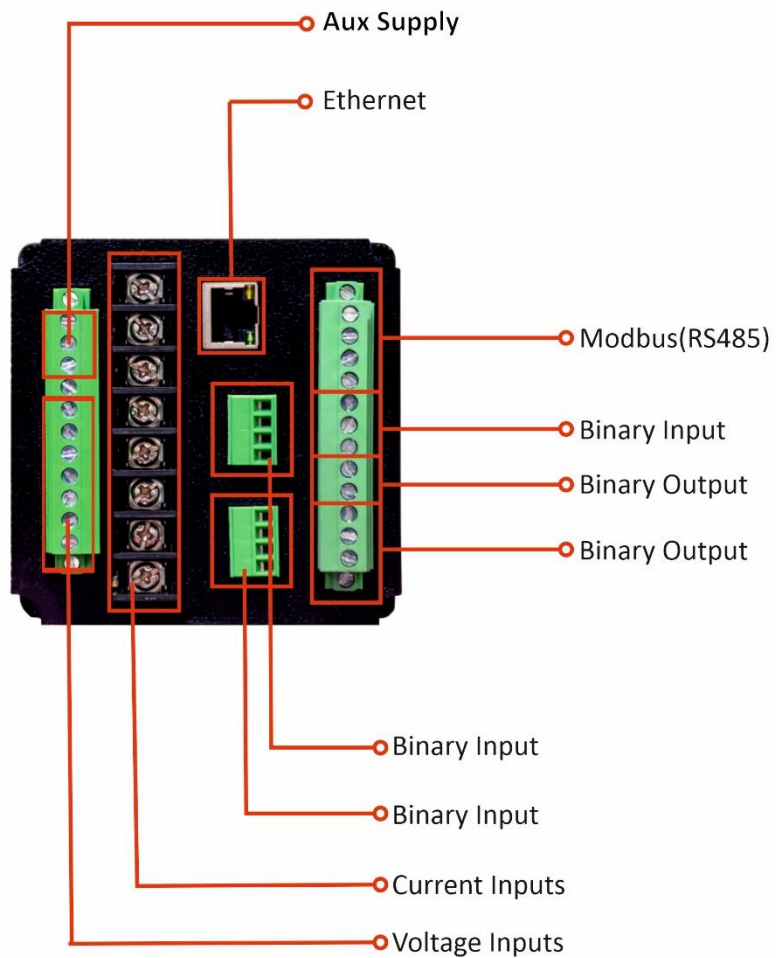 Aux Supply
Ethernet
Modbus(RS485)
Binary Input
Binary Output
Binary Output
Binary Input
Binary Input
Current Inputs
Voltage Inputs